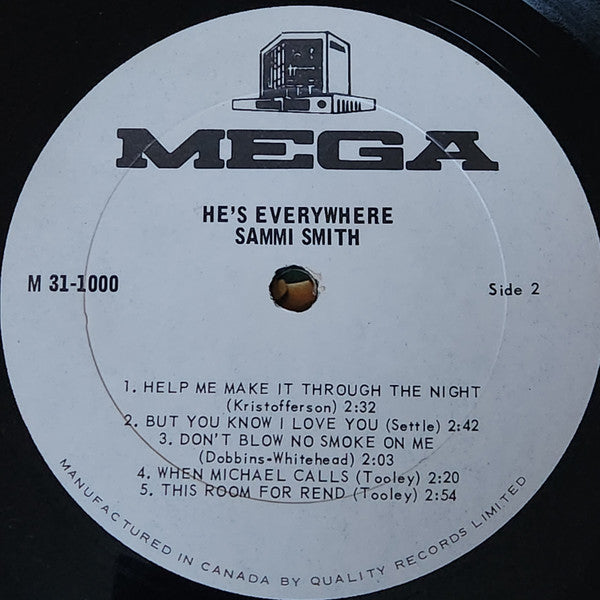 MEGA
HE'S EVERYWHERE
SAMMI SMITH
M 31-1000
Side 2
1. HELP ME MAKE IT THROUGH THE NIGHT
(Kristofferson) 2:32
2. BUT YOU KNOW I LOVE YOU (Settle) 2:42
3. DON'T BLOW NO SMOKE ON ME
(Dobbins-Whitehead) 2:03
4. WHEN MICHAEL CALLS (Tooley) 2:20
5. THIS ROOM FOR REND (Tooley) 2:54
MANUFACTURED IN CANADA BY QUALITY RECORDS LIMITED